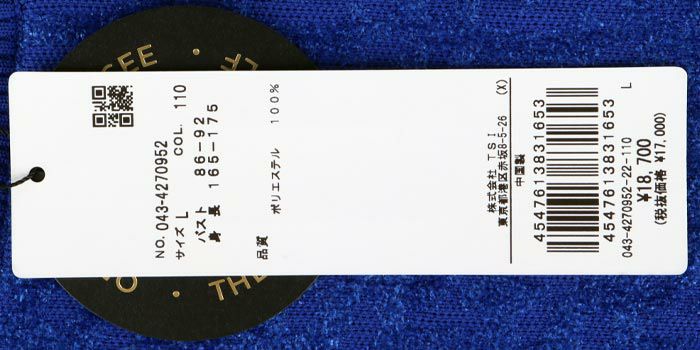 SEE
NO. 043-4270952
サイズ L COL. 110
バスト 86-92
身長 165-175
品質 ポリエステル 100%
株式会社 TSI
東京都港区赤坂8-5-26 (X)
中国製
4547613831653
4547613831653
043-4270952-22-110 L
¥18,700
(税抜価格 ¥17,000)
THE